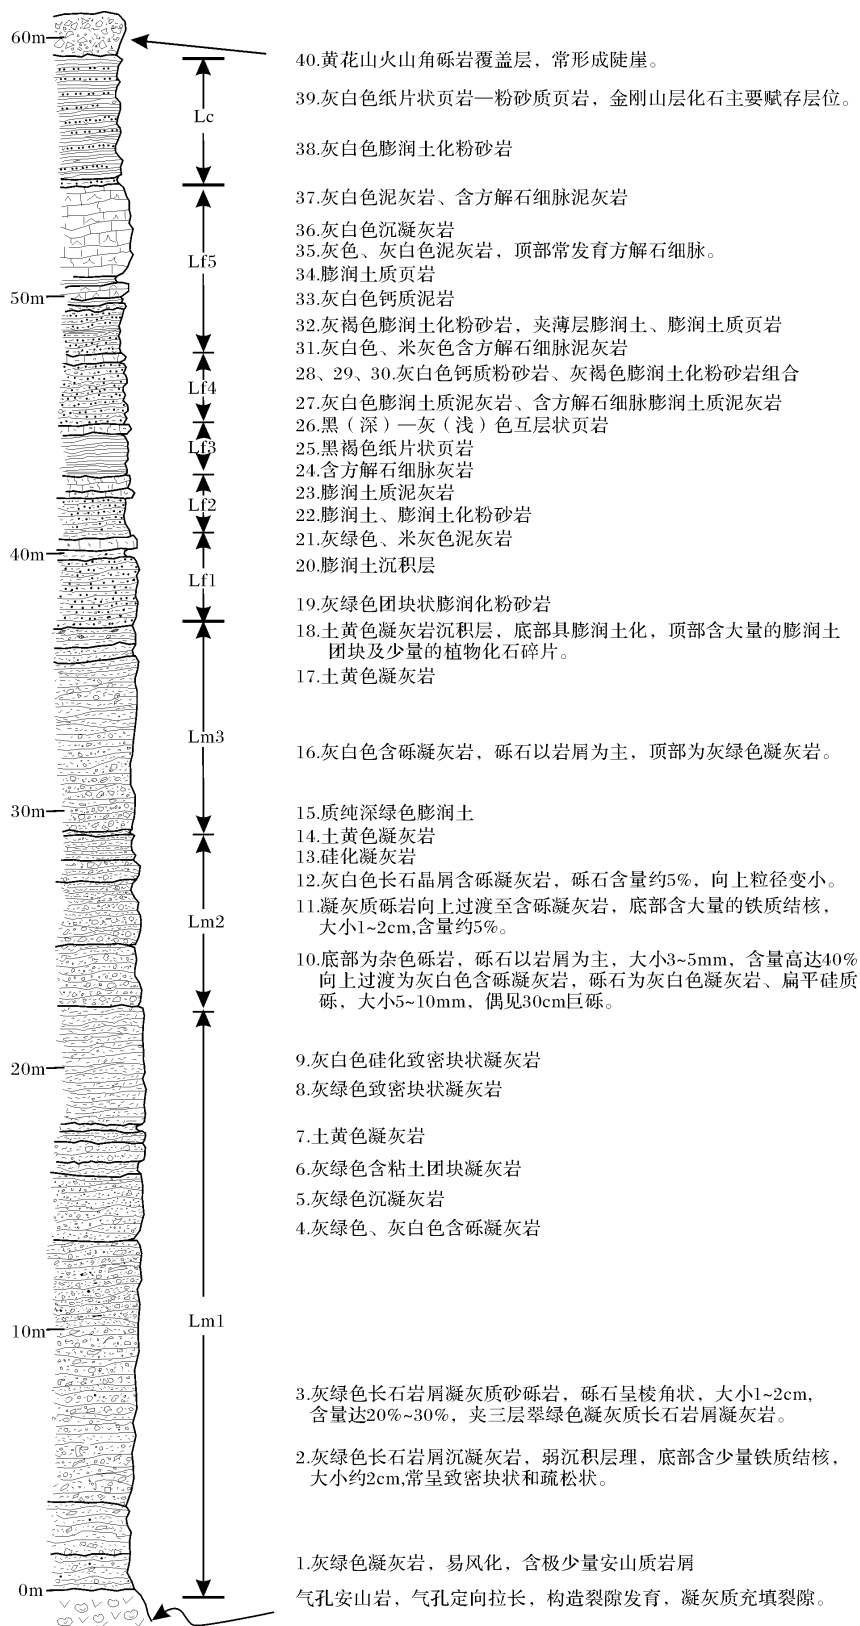 60m
40.黄花山火山角砾岩覆盖层，常形成陡崖。
39.灰白色纸片状页岩—粉砂质页岩，金刚山层化石主要赋存层位。
Lc
38.灰白色膨润土化粉砂岩
37.灰白色泥灰岩、含方解石细脉泥灰岩
36.灰白色沉凝灰岩
35.灰色、灰白色泥灰岩，顶部常发育方解石细脉。
Lf5
34.膨润土质页岩
50m
33.灰白色钙质泥岩
32.灰褐色膨润土化粉砂岩，夹薄层膨润土、膨润土质页岩
31.灰白色、米灰色含方解石细脉泥灰岩
28、29、30.灰白色钙质粉砂岩、灰褐色膨润土化粉砂岩组合
Lf4
27.灰白色膨润土质泥灰岩、含方解石细脉膨润土质泥灰岩
26.黑（深）—灰（浅）色互层状页岩
Lf3
25.黑褐色纸片状页岩
24.含方解石细脉灰岩
23.膨润土质泥灰岩
Lf2
22.膨润土、膨润土化粉砂岩
21.灰绿色、米灰色泥灰岩
40m
20.膨润土沉积层
Lf1
19.灰绿色团块状膨润化粉砂岩
18.土黄色凝灰岩沉积层，底部具膨润土化，顶部含大量的膨润土
团块及少量的植物化石碎片。
17.土黄色凝灰岩
Lm3
16.灰白色含砾凝灰岩，砾石以岩屑为主，顶部为灰绿色凝灰岩。
30m
15.质纯深绿色膨润土
14.土黄色凝灰岩
13.硅化凝灰岩
12.灰白色长石晶屑含砾凝灰岩，砾石含量约5%，向上粒径变小。
11.凝灰质砾岩向上过渡至含砾凝灰岩，底部含大量的铁质结核，
大小1~2cm,含量约5%。
Lm2
10.底部为杂色砾岩，砾石以岩屑为主，大小3~5mm，含量高达40%
向上过渡为灰白色含砾凝灰岩，砾石为灰白色凝灰岩、扁平硅质
砾，大小5~10mm，偶见30cm巨砾。
9.灰白色硅化致密块状凝灰岩
20m
8.灰绿色致密块状凝灰岩
7.土黄色凝灰岩
6.灰绿色含粘土团块凝灰岩
5.灰绿色沉凝灰岩
4.灰绿色、灰白色含砾凝灰岩
Lm1
10m
3.灰绿色长石岩屑凝灰质砂砾岩，砾石呈棱角状，大小1~2cm,
含量达20%~30%，夹三层翠绿色凝灰质长石岩屑凝灰岩。
2.灰绿色长石岩屑沉凝灰岩，弱沉积层理，底部含少量铁质结核，
大小约2cm,常呈致密块状和疏松状。
1.灰绿色凝灰岩，易风化，含极少量安山质岩屑
0m
气孔安山岩，气孔定向拉长，构造裂隙发育，凝灰质充填裂隙。